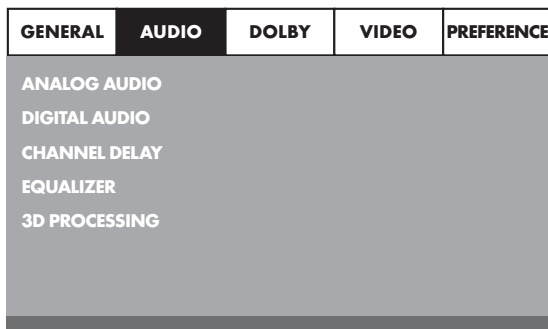 GENERAL AUDIO DOLBY VIDEO PREFERENCE
ANALOG AUDIO
DIGITAL AUDIO
CHANNEL DELAY
EQUALIZER
3D PROCESSING